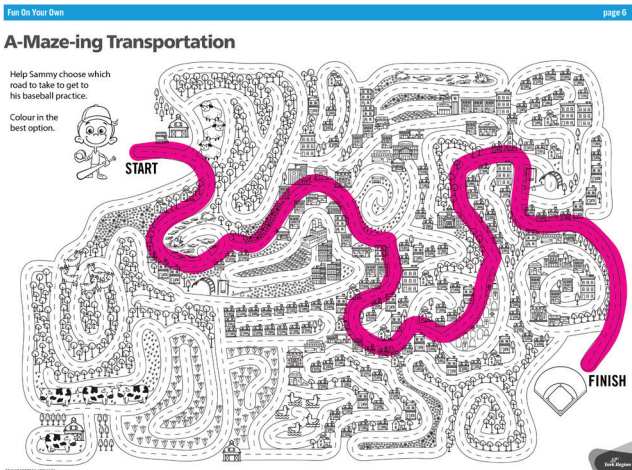 Fun On Your Own
page 6
A-Maze-ing Transportation
Help Sammy choose which
road to take to get to
his baseball practice.
Colour in the
best option.
START
FINISH
York Region